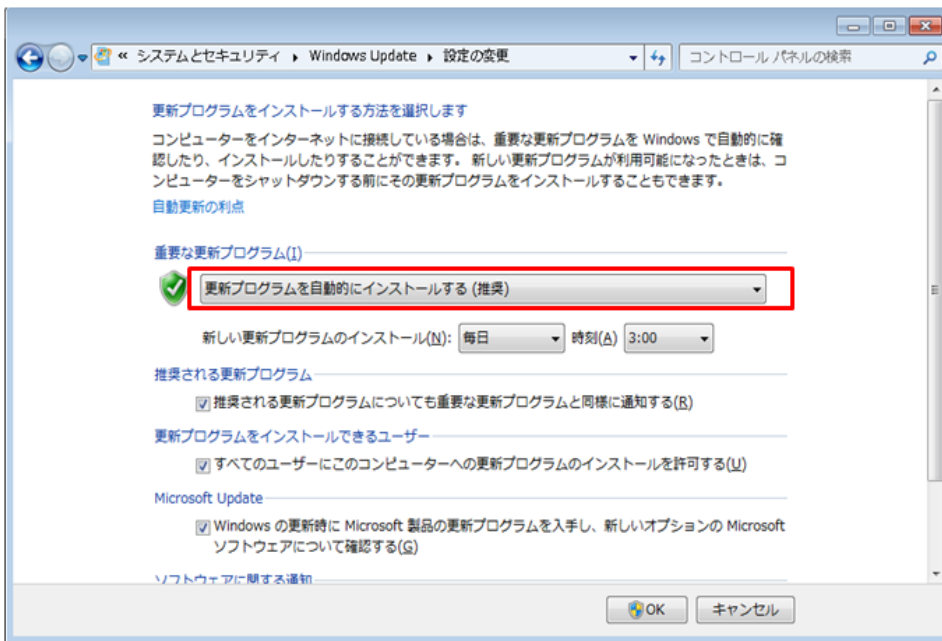 « システムとセキュリティ ▸ Windows Update ▸ 設定の変更
コントロール パネルの検索
更新プログラムをインストールする方法を選択します
コンピューターをインターネットに接続している場合は、重要な更新プログラムを Windows で自動的に確
認したり、インストールしたりすることができます。 新しい更新プログラムが利用可能になったときは、コ
ンピューターをシャットダウンする前にその更新プログラムをインストールすることもできます。
自動更新の利点
重要な更新プログラム(I)
更新プログラムを自動的にインストールする (推奨)
新しい更新プログラムのインストール(N): 毎日 時刻(A) 3:00
推奨される更新プログラム
推奨される更新プログラムについても重要な更新プログラムと同様に通知する(R)
更新プログラムをインストールできるユーザー
すべてのユーザーにこのコンピューターへの更新プログラムのインストールを許可する(U)
Microsoft Update
Windows の更新時に Microsoft 製品の更新プログラムを入手し、新しいオプションの Microsoft
ソフトウェアについて確認する(G)
ソフトウェアに関する通知
OK キャンセル